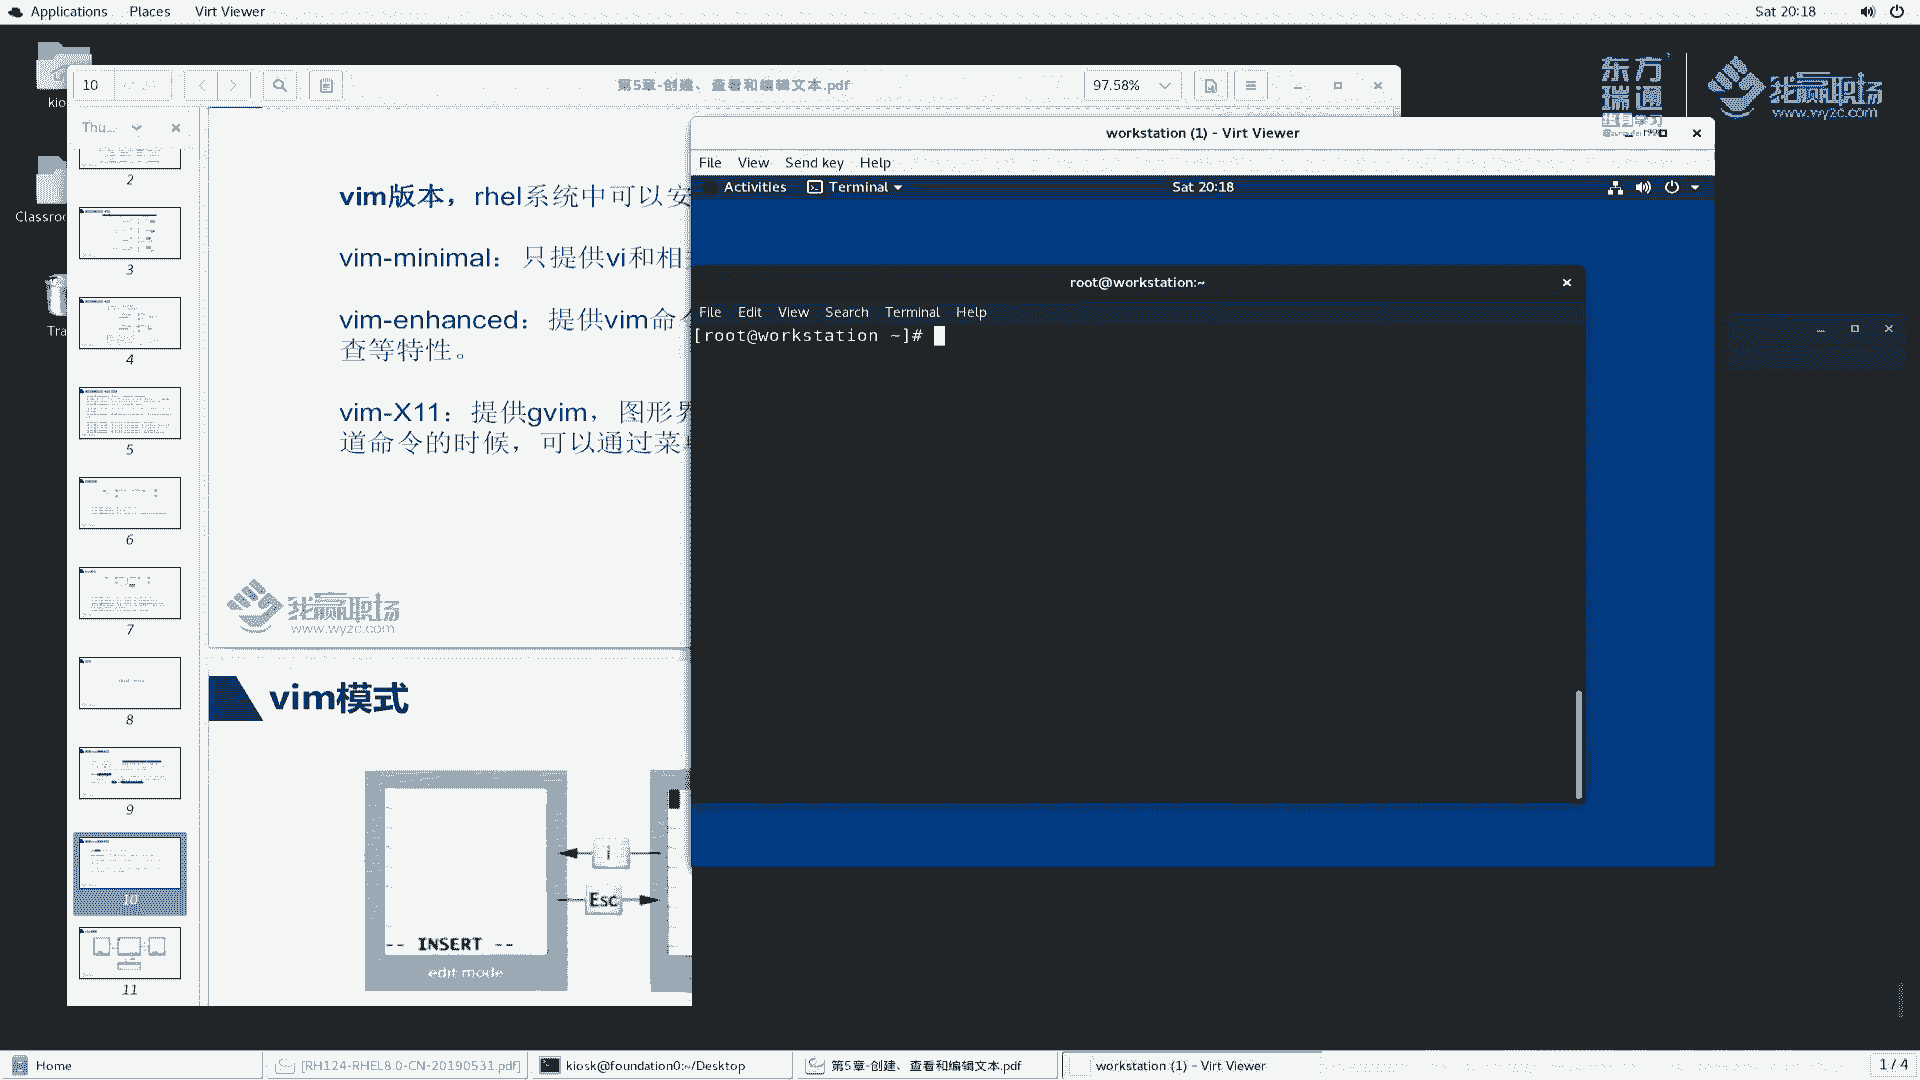 Applications Places Virt Viewer Sat 20:18
10
第5章-创建、查看和编辑文本.pdf
97.58%
东方
瑞通
我赢职场
www.wyzc.com
kio
Thu...
workstation (1) - Virt Viewer
File View Send key Help
Activities Terminal Sat 20:18
2
vim版本，rhel系统中可以安
Classroo
vim-minimal： 只提供vi和相
3
root@workstation:~
File Edit View Search Terminal Help
[root@workstation ~]#
vim-enhanced：提供vim命令
查等特性。
Tra
4
vim-X11：提供gvim，图形界
道命令的时候，可以通过菜
5
6
我赢职场
www.wyzc.com
7
vim模式
8
9
i
Esc
10
-- INSERT --
edit mode
11
Home
[RH124-RHEL8.0-CN-20190531.pdf]
kiosk@foundation0:~/Desktop
第5章-创建、查看和编辑文本.pdf
workstation (1) - Virt Viewer
1 / 4